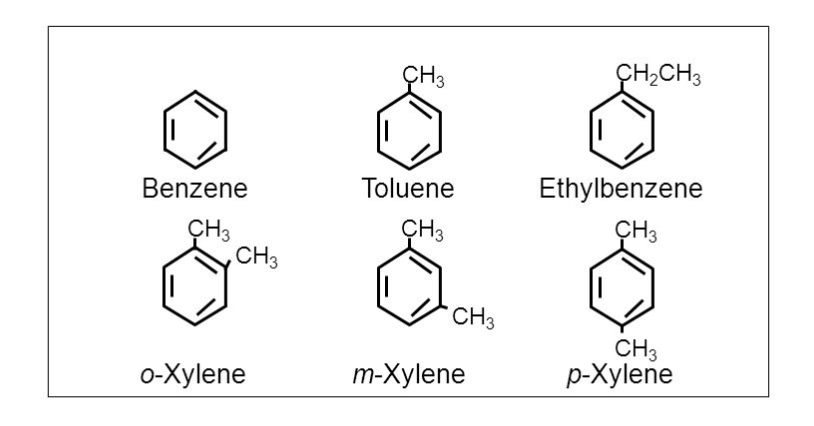 CH₃
CH₂CH₃
Benzene
Toluene
Ethylbenzene
CH₃
CH₃
CH₃
CH₃
CH₃
CH₃
o-Xylene
m-Xylene
p-Xylene